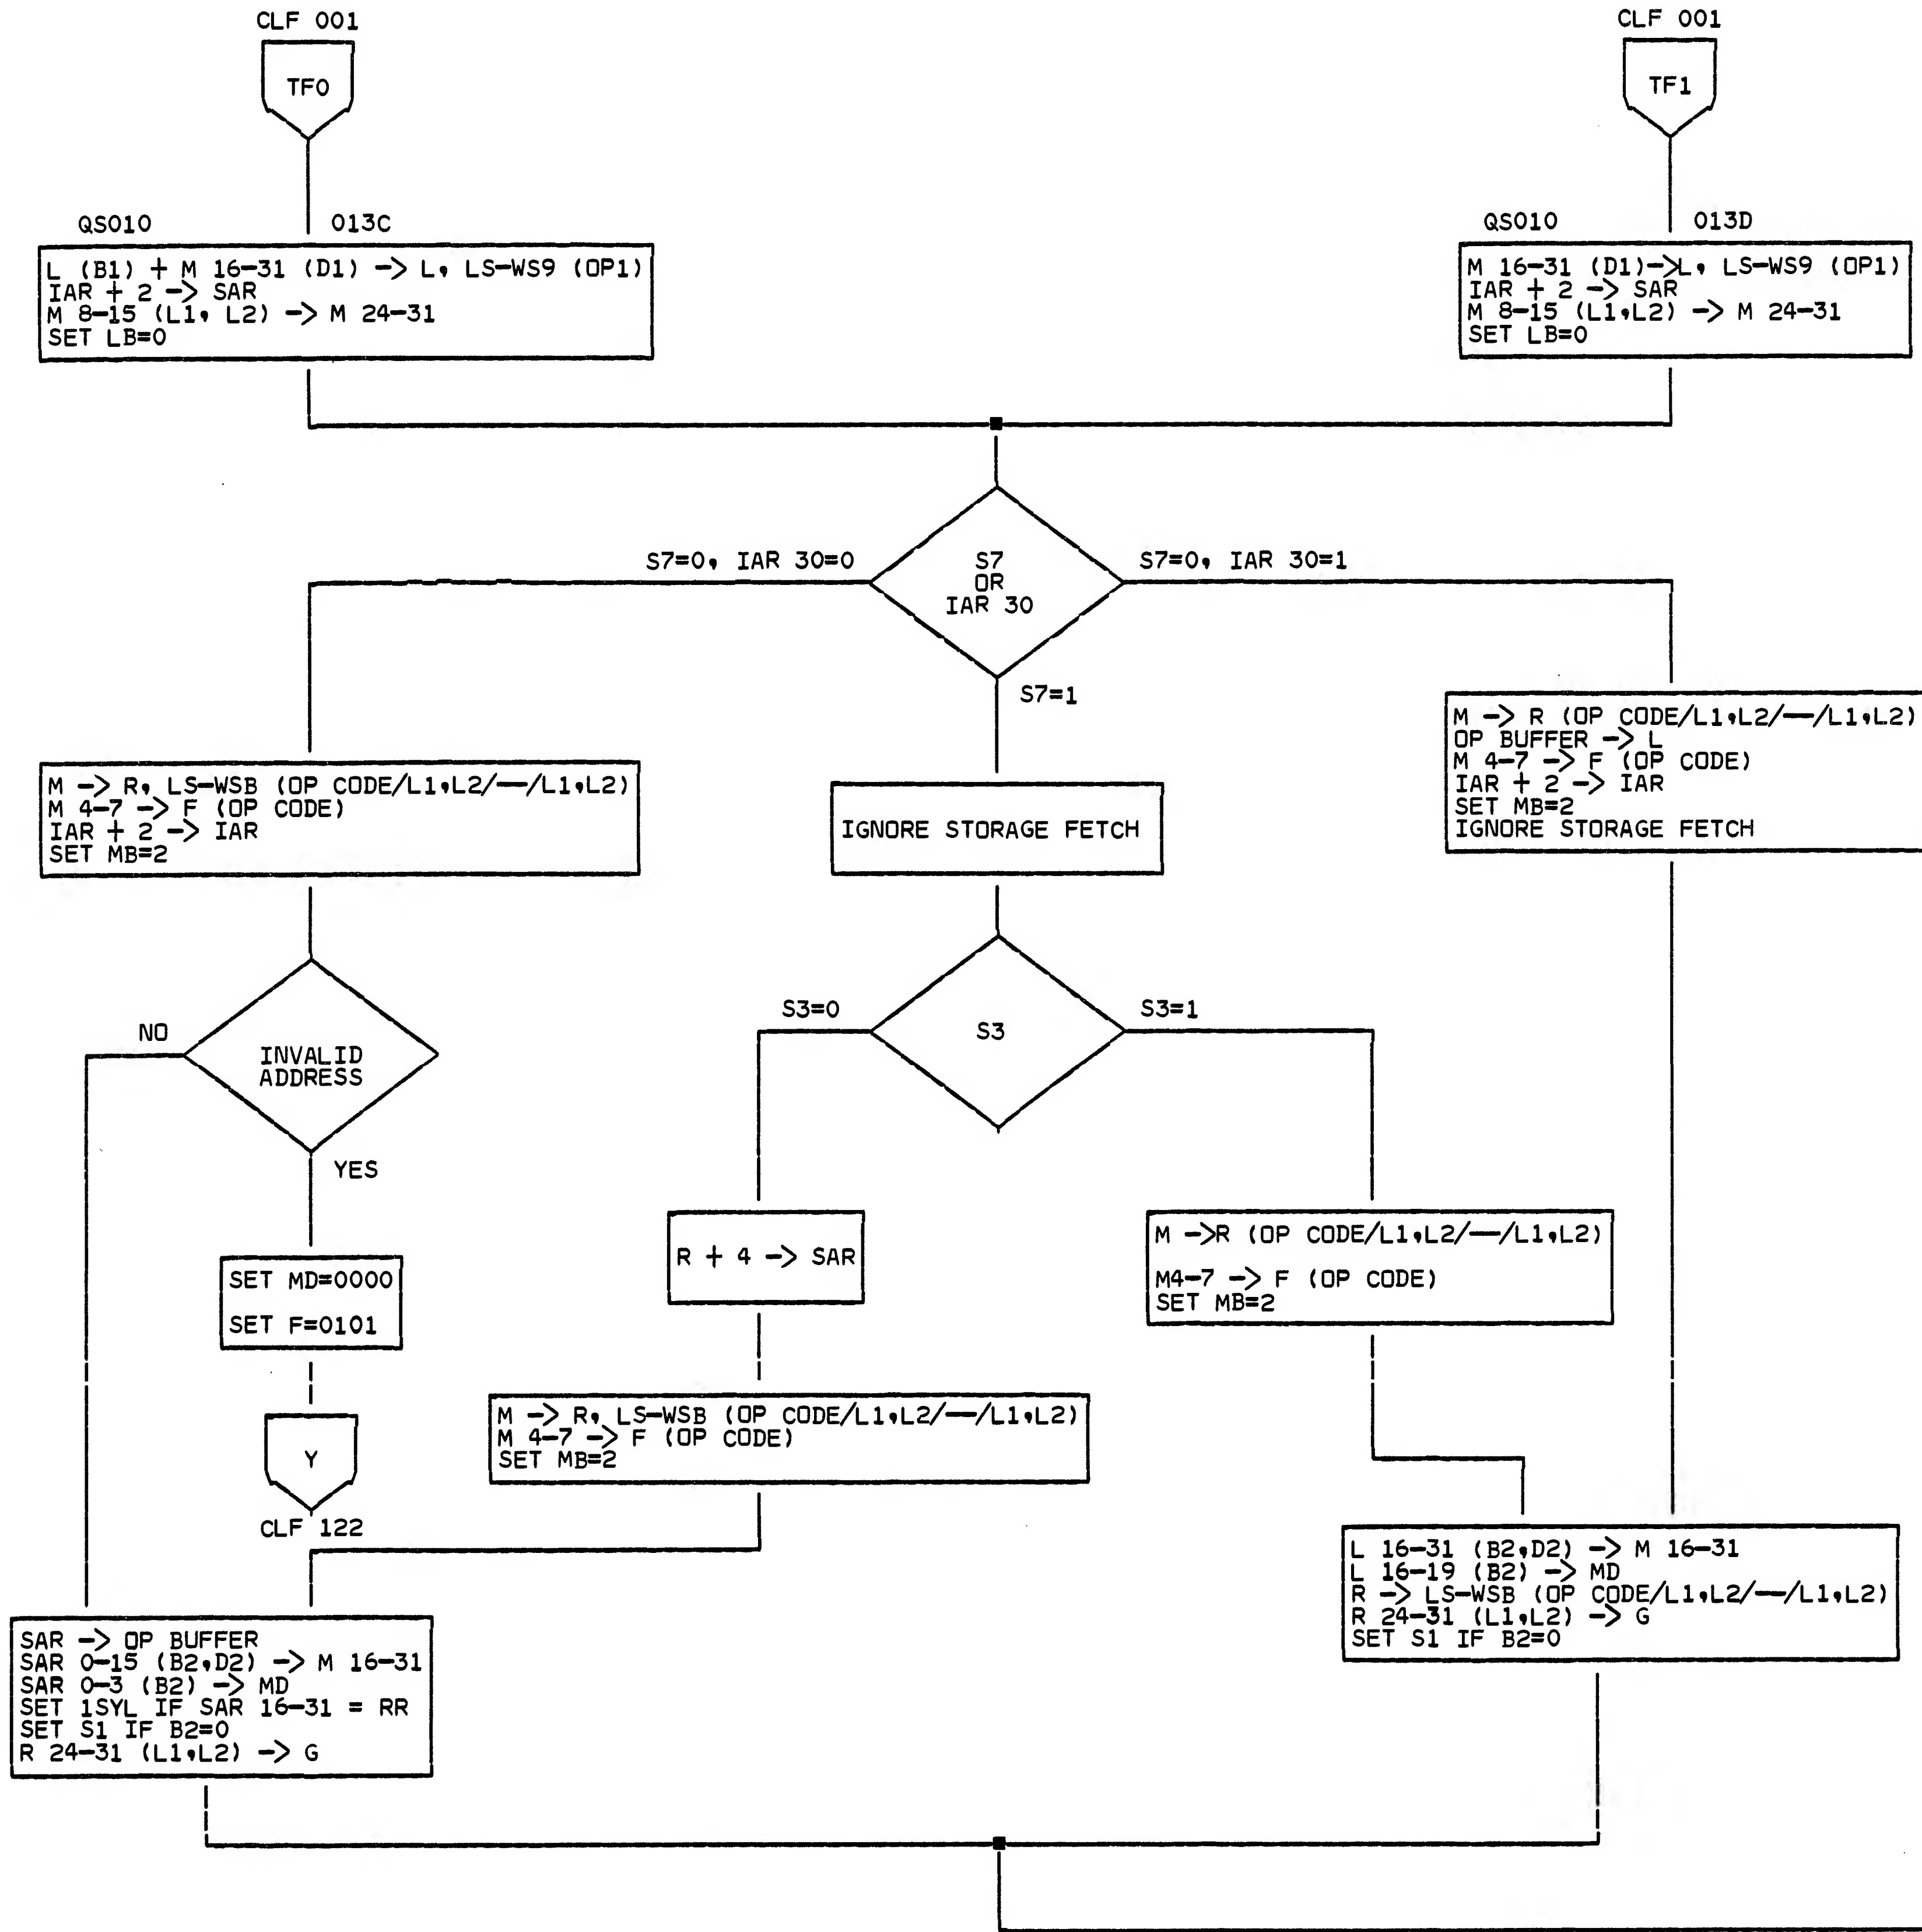 CLF 001
TF0
CLF 001
TF1
QS010 013C
L (B1) + M 16-31 (D1) -> L, LS-WS9 (OP1)
IAR + 2 -> SAR
M 8-15 (L1, L2) -> M 24-31
SET LB=0
QS010 013D
M 16-31 (D1)->L, LS-WS9 (OP1)
IAR + 2 -> SAR
M 8-15 (L1,L2) -> M 24-31
SET LB=0
S7=0, IAR 30=0
S7
OR
IAR 30
S7=0, IAR 30=1
S7=1
M -> R, LS-WSB (OP CODE/L1,L2/--/L1,L2)
M 4-7 -> F (OP CODE)
IAR + 2 -> IAR
SET MB=2
IGNORE STORAGE FETCH
M -> R (OP CODE/L1,L2/--/L1,L2)
OP BUFFER -> L
M 4-7 -> F (OP CODE)
IAR + 2 -> IAR
SET MB=2
IGNORE STORAGE FETCH
NO
INVALID
ADDRESS
YES
S3=0
S3
S3=1
SET MD=0000
SET F=0101
R + 4 -> SAR
M ->R (OP CODE/L1,L2/--/L1,L2)
M4-7 -> F (OP CODE)
SET MB=2
Y
CLF 122
M -> R, LS-WSB (OP CODE/L1,L2/--/L1,L2)
M 4-7 -> F (OP CODE)
SET MB=2
SAR -> OP BUFFER
SAR 0-15 (B2,D2) -> M 16-31
SAR 0-3 (B2) -> MD
SET 1SYL IF SAR 16-31 = RR
SET S1 IF B2=0
R 24-31 (L1,L2) -> G
L 16-31 (B2,D2) -> M 16-31
L 16-19 (B2) -> MD
R -> LS-WSB (OP CODE/L1,L2/--/L1,L2)
R 24-31 (L1,L2) -> G
SET S1 IF B2=0